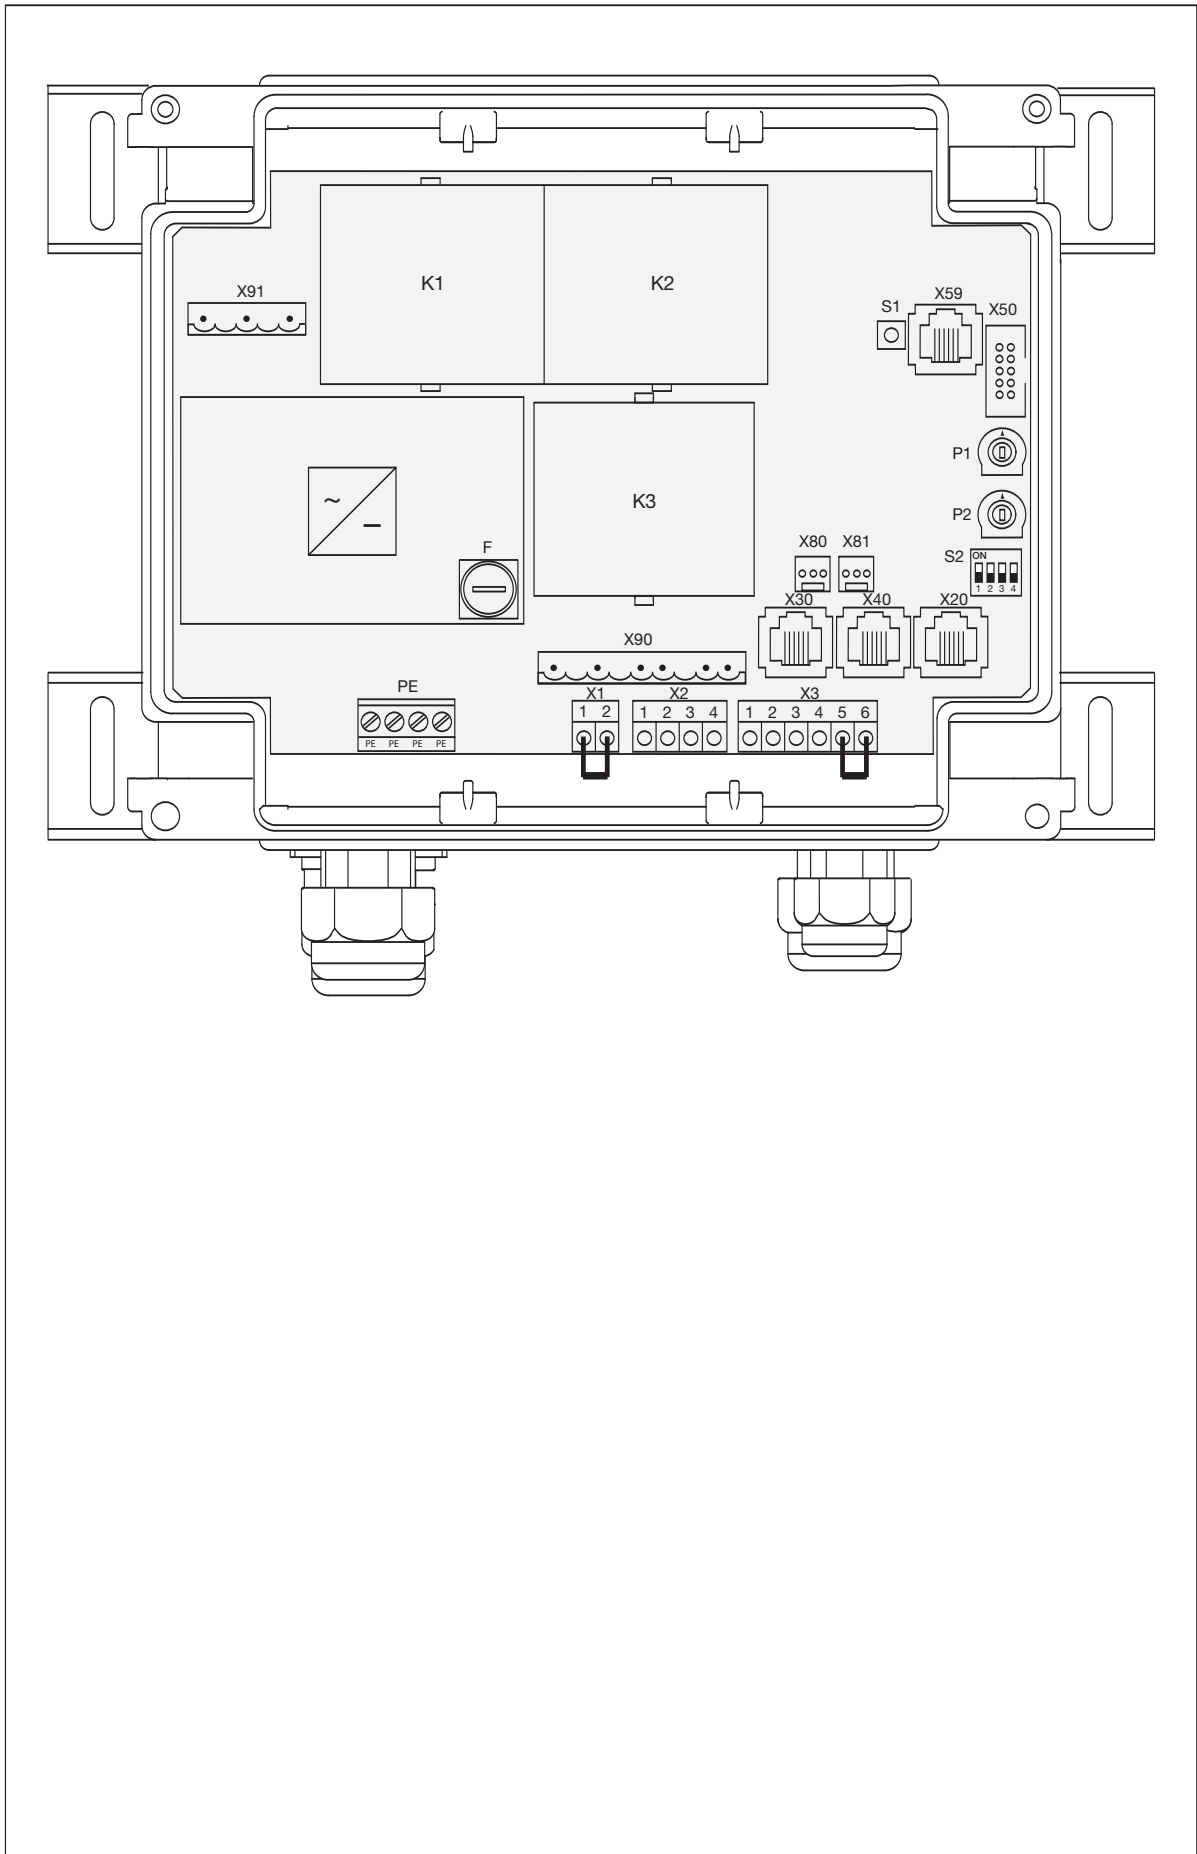 K1
K2
X91
X59
S1
X50
P1
~
–
K3
P2
X80
X81
S2
ON
F
1 2 3 4
X30
X40
X20
X90
PE
X1
X2
X3
1 2
1 2 3 4
1 2 3 4 5 6
PE PE PE PE